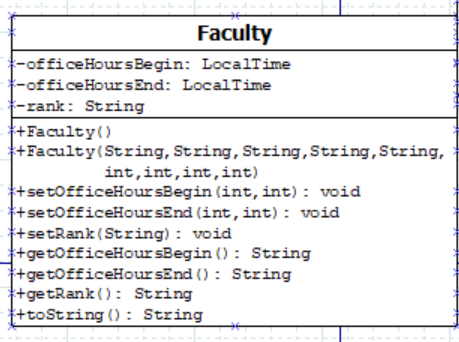 Faculty
-officeHoursBegin: LocalTime
-officeHoursEnd: LocalTime
-rank: String
+Faculty()
+Faculty(String,String,String,String,String,
int,int,int,int)
+setOfficeHoursBegin(int,int): void
+setOfficeHoursEnd(int,int): void
+setRank(String): void
+getOfficeHoursBegin(): String
+getOfficeHoursEnd(): String
+getRank(): String
+toString(): String